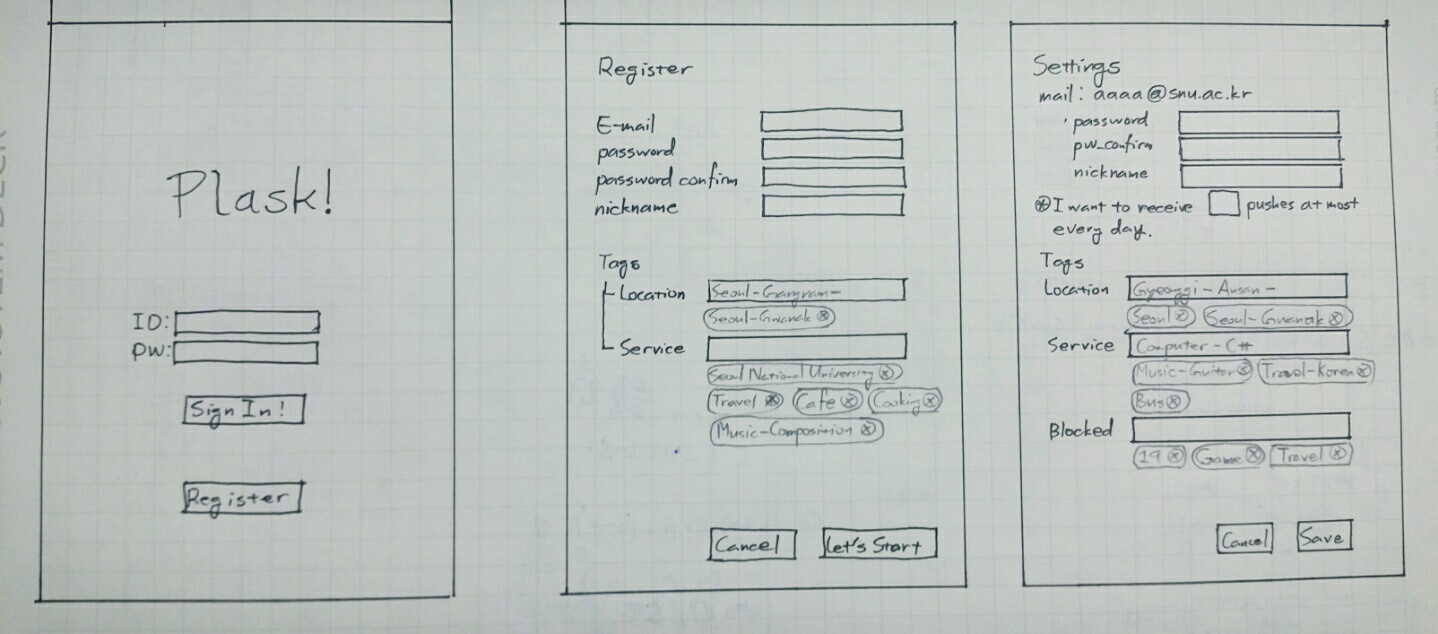 Plask!
ID:
PW:
Sign In!
Register
Register
E-mail
password
password confirm
nickname
Tags
Location
Seoul-Gangnam-
Seoul-Gwanak ⓧ
Service
Seoul National University ⓧ
Travel ⓧ Cafe ⓧ Cooking ⓧ
Music-Composition ⓧ
Cancel
Let's Start
Settings
mail: aaaa@snu.ac.kr
password
pw_confirm
nickname
ⓧ I want to receive pushes at most
every day.
Tags
Location
Gyeonggi-Ansan-
Seoul ⓧ Seoul-Gwanak ⓧ
Service
Computer-C++
Music-Guitar ⓧ Travel-Korea ⓧ
Bus ⓧ
Blocked
19 ⓧ Game ⓧ Travel ⓧ
Cancel
Save